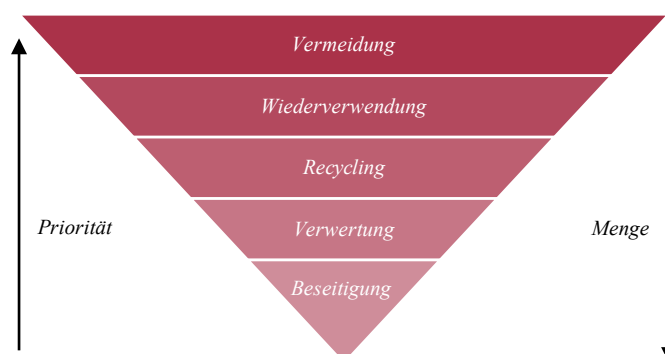 Vermeidung
Wiederverwendung
Recycling
Priorität
Verwertung
Menge
Beseitigung